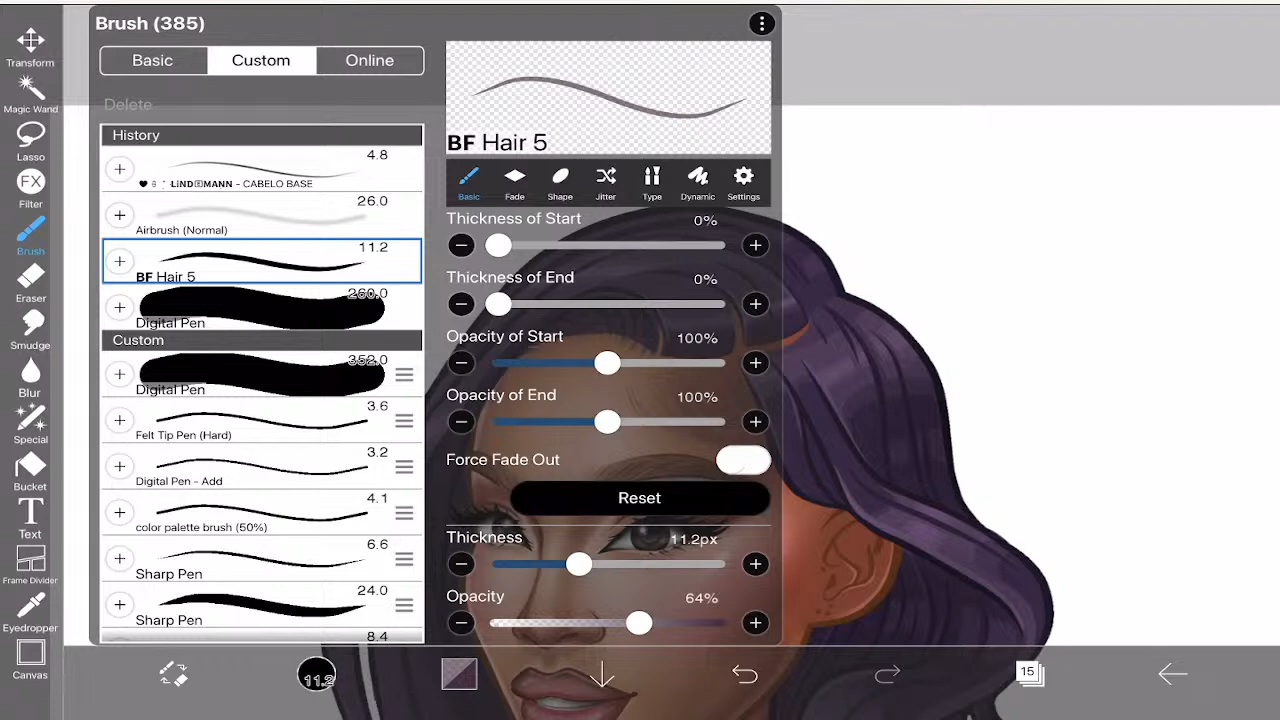 Brush (385)
Basic
Custom
Online
Delete
History
4.8
- CABELO BASE
26.0
Airbrush (Normal)
11.2
BF Hair 5
260.0
Digital Pen
Custom
352.0
Digital Pen
3.6
Felt Tip Pen (Hard)
3.2
Digital Pen - Add
4.1
color palette brush (50%)
6.6
Sharp Pen
24.0
Sharp Pen
8.4
BF Hair 5
Basic
Fade
Shape
Jitter
Type
Dynamic
Settings
Thickness of Start
0%
Thickness of End
0%
Opacity of Start
100%
Opacity of End
100%
Force Fade Out
Reset
Thickness
11.2px
Opacity
64%
Transform
Magic Wand
Lasso
FX
Filter
Brush
Eraser
Smudge
Blur
Special
Bucket
T
Text
Frame Divider
Eyedropper
Canvas
11.2
15